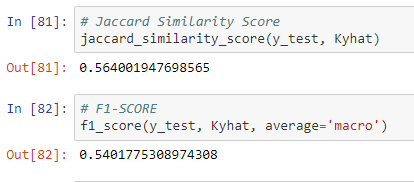 In [81]: # Jaccard Similarity Score
jaccard_similarity_score(y_test, Kyhat)
Out[81]: 0.564001947698565
In [82]: # F1-SCORE
f1_score(y_test, Kyhat, average='macro')
Out[82]: 0.5401775308974308